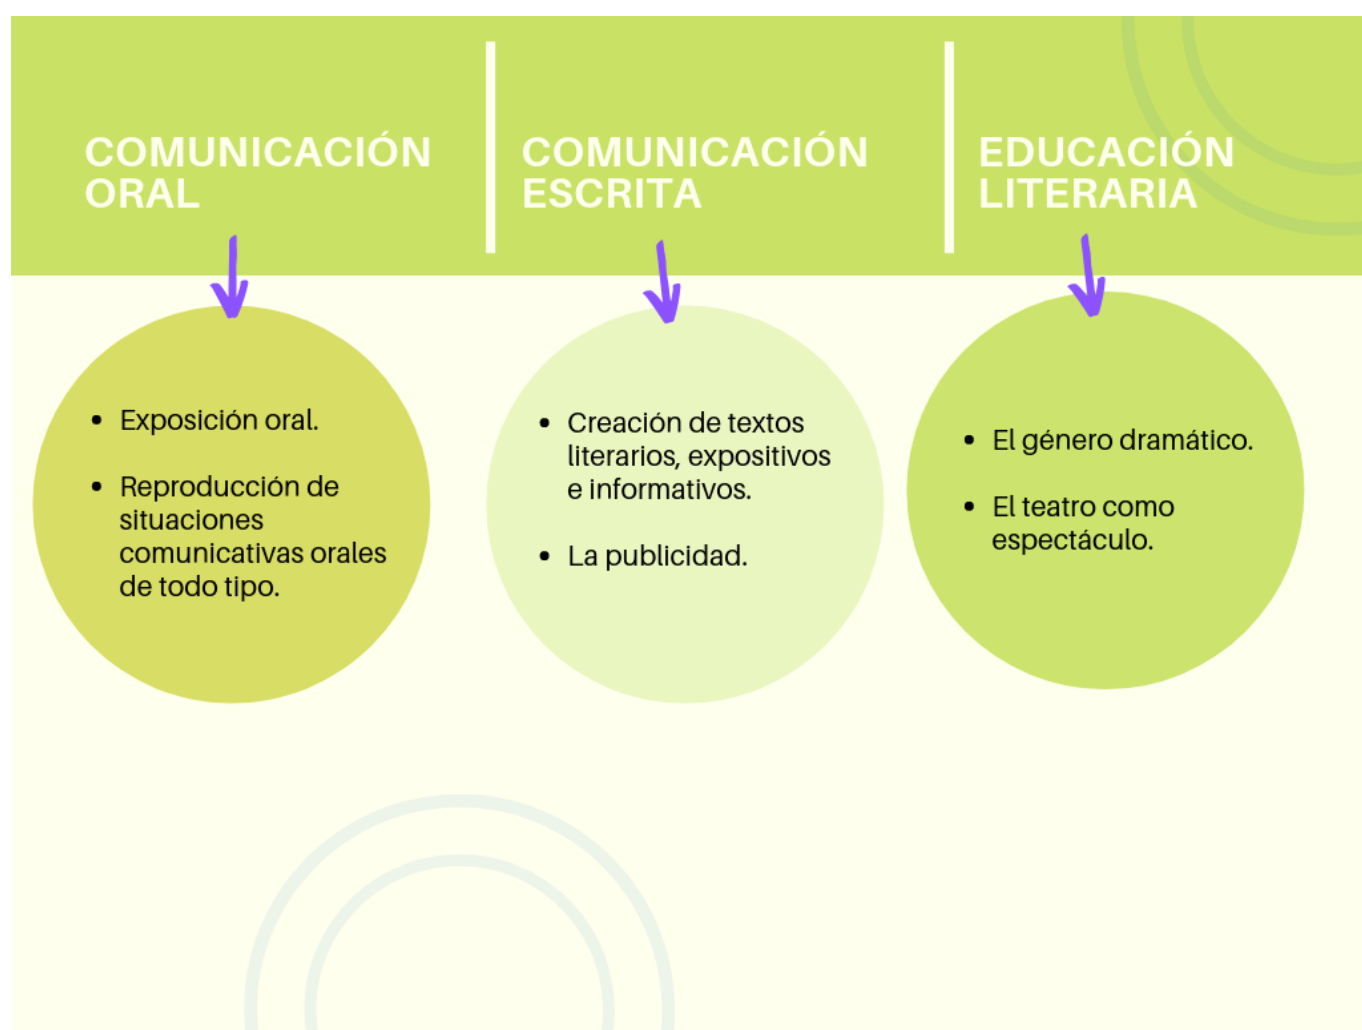 COMUNICACIÓN
ORAL
COMUNICACIÓN
ESCRITA
EDUCACIÓN
LITERARIA
• Exposición oral.
• Reproducción de
situaciones
comunicativas orales
de todo tipo.
• Creación de textos
literarios, expositivos
e informativos.
• La publicidad.
• El género dramático.
• El teatro como
espectáculo.